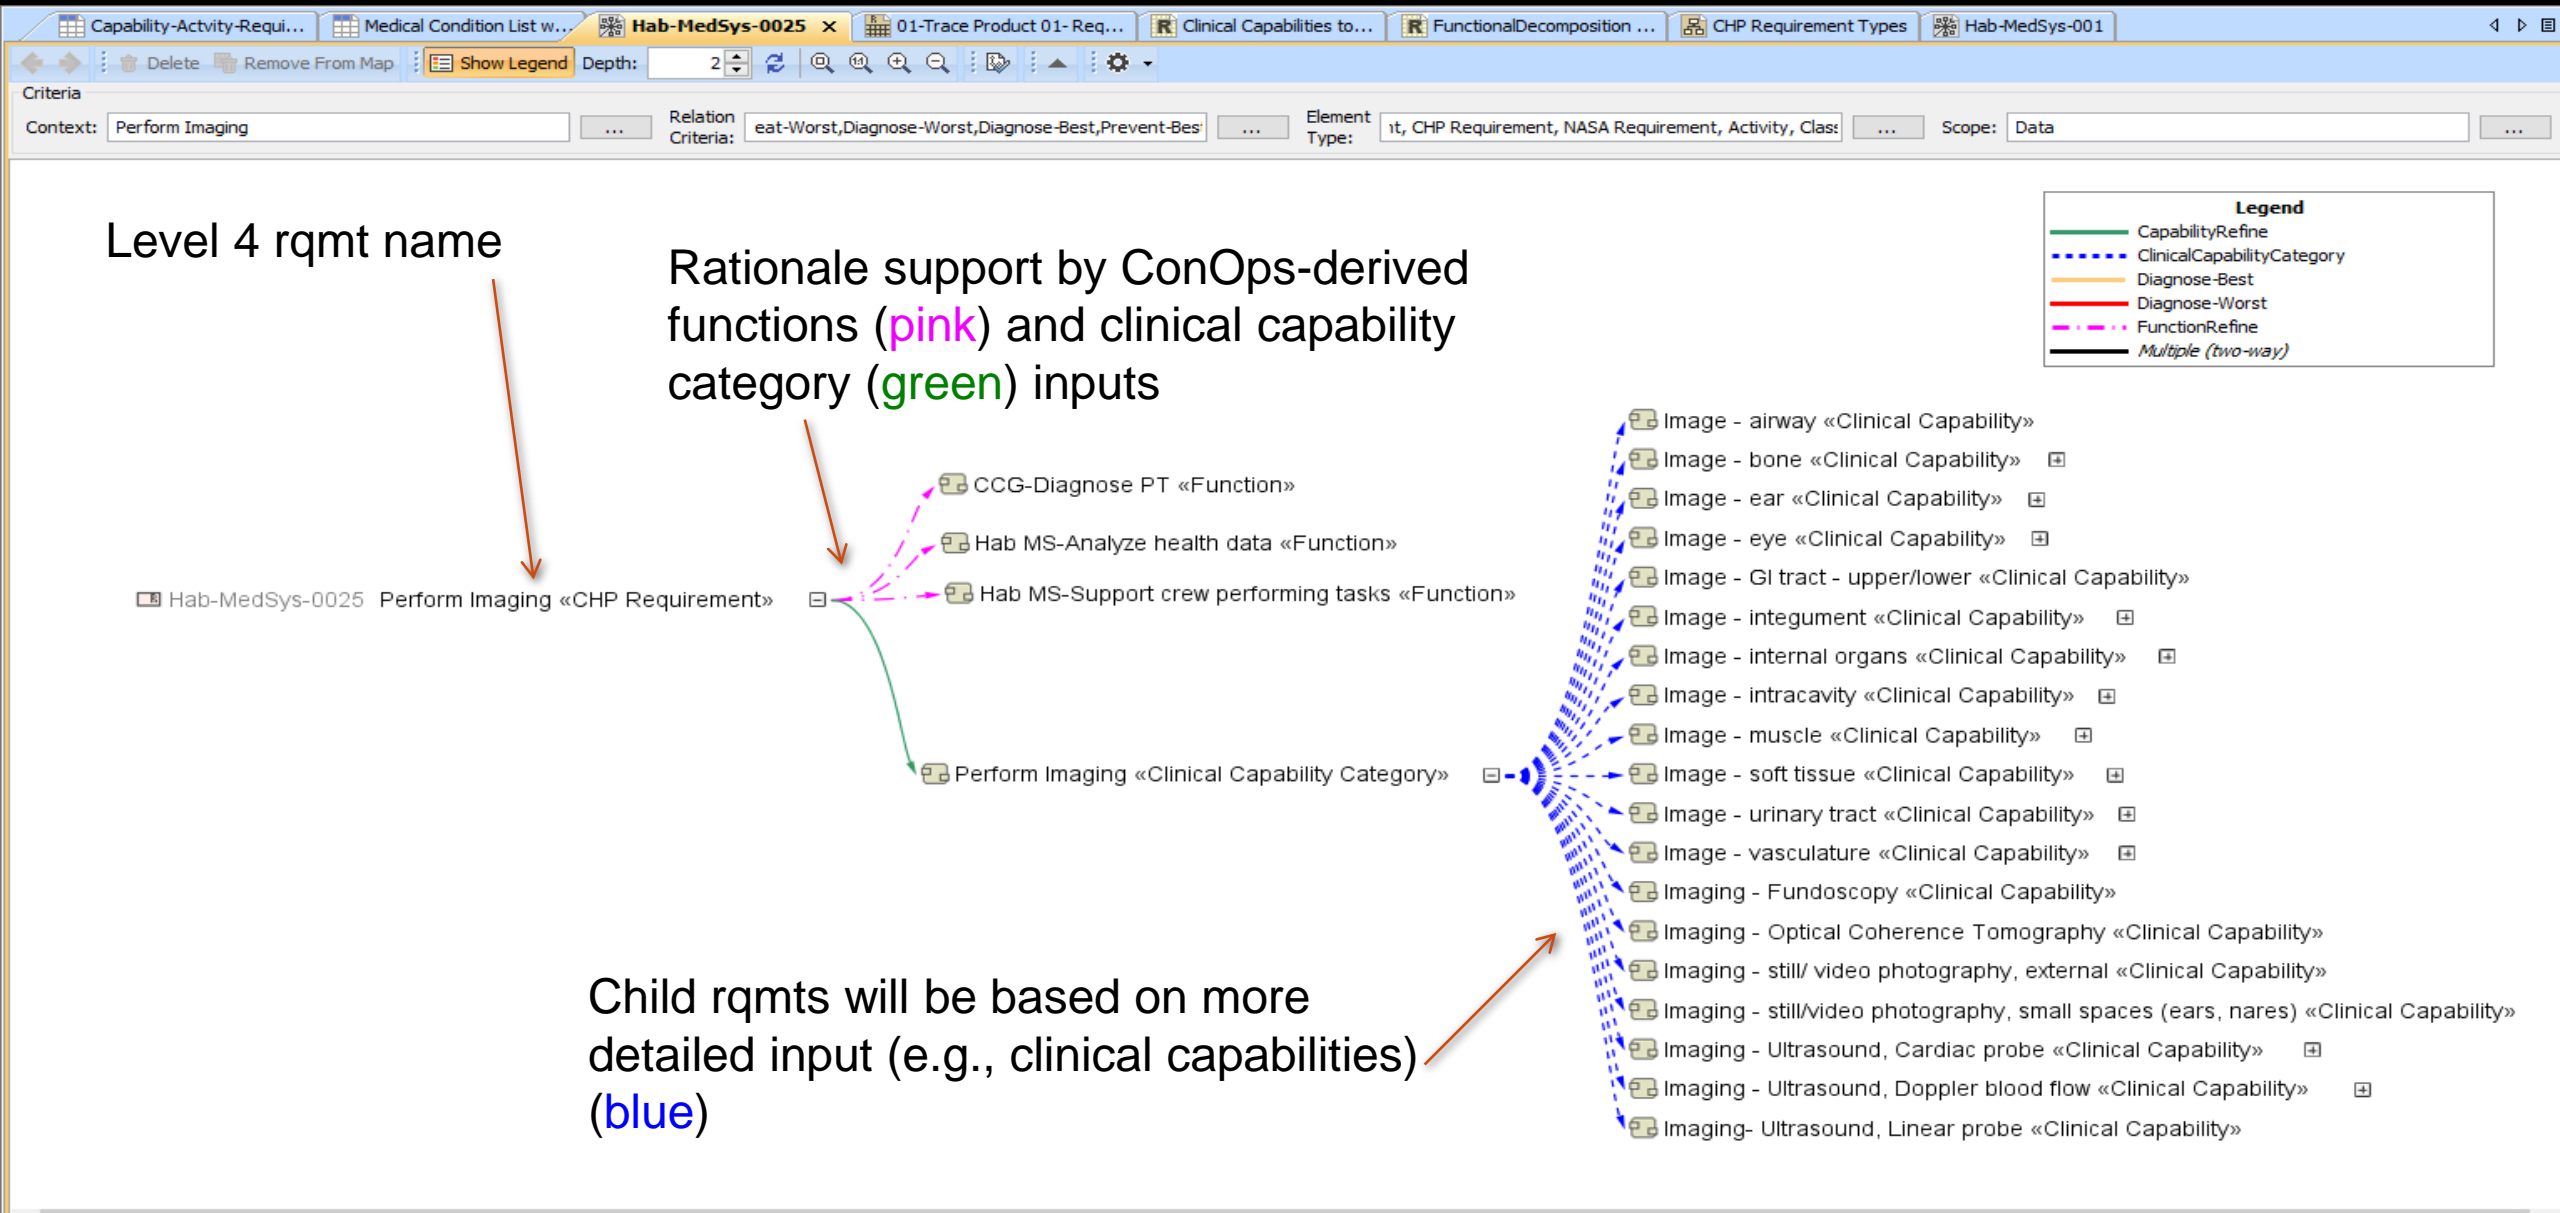 Capability-Actvity-Requi...
Medical Condition List w...
Hab-MedSys-0025 X
01-Trace Product 01- Req...
Clinical Capabilities to...
FunctionalDecomposition ...
CHP Requirement Types
Hab-MedSys-001
Delete
Remove From Map
Show Legend
Depth:
2
Criteria
Context:
Perform Imaging
...
Relation
Criteria:
eat-Worst,Diagnose-Worst,Diagnose-Best,Prevent-Bes
...
Element
Type:
nt, CHP Requirement, NASA Requirement, Activity, Clas
...
Scope:
Data
...
Legend
CapabilityRefine
ClinicalCapabilityCategory
Diagnose-Best
Diagnose-Worst
FunctionRefine
Multiple (two-way)
Level 4 rqmt name
Rationale support by ConOps-derived
functions (pink) and clinical capability
category (green) inputs
Hab-MedSys-0025 Perform Imaging «CHP Requirement»
CCG-Diagnose PT «Function»
Hab MS-Analyze health data «Function»
Hab MS-Support crew performing tasks «Function»
Perform Imaging «Clinical Capability Category»
Image - airway «Clinical Capability»
Image - bone «Clinical Capability»
Image - ear «Clinical Capability»
Image - eye «Clinical Capability»
Image - GI tract - upper/lower «Clinical Capability»
Image - integument «Clinical Capability»
Image - internal organs «Clinical Capability»
Image - intracavity «Clinical Capability»
Image - muscle «Clinical Capability»
Image - soft tissue «Clinical Capability»
Image - urinary tract «Clinical Capability»
Image - vasculature «Clinical Capability»
Imaging - Fundoscopy «Clinical Capability»
Imaging - Optical Coherence Tomography «Clinical Capability»
Imaging - still/ video photography, external «Clinical Capability»
Imaging - still/video photography, small spaces (ears, nares) «Clinical Capability»
Imaging - Ultrasound, Cardiac probe «Clinical Capability»
Imaging - Ultrasound, Doppler blood flow «Clinical Capability»
Imaging- Ultrasound, Linear probe «Clinical Capability»
Child rqmts will be based on more
detailed input (e.g., clinical capabilities)
(blue)